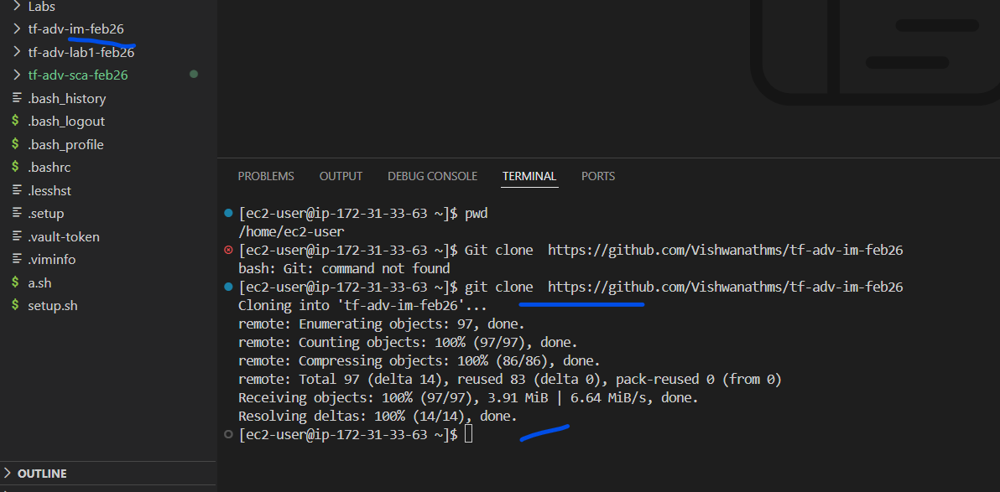 Labs
tf-adv-im-feb26
tf-adv-lab1-feb26
tf-adv-sca-feb26
.bash_history
.bash_logout
.bash_profile
.bashrc
.lesshst
.setup
.vault-token
.viminfo
a.sh
setup.sh
OUTLINE
PROBLEMS OUTPUT DEBUG CONSOLE TERMINAL PORTS
[ec2-user@ip-172-31-33-63 ~]$ pwd
/home/ec2-user
[ec2-user@ip-172-31-33-63 ~]$ Git clone  https://github.com/Vishwanathms/tf-adv-im-feb26
bash: Git: command not found
[ec2-user@ip-172-31-33-63 ~]$ git clone  https://github.com/Vishwanathms/tf-adv-im-feb26
Cloning into 'tf-adv-im-feb26'...
remote: Enumerating objects: 97, done.
remote: Counting objects: 100% (97/97), done.
remote: Compressing objects: 100% (86/86), done.
remote: Total 97 (delta 14), reused 83 (delta 0), pack-reused 0 (from 0)
Receiving objects: 100% (97/97), 3.91 MiB | 6.64 MiB/s, done.
Resolving deltas: 100% (14/14), done.
[ec2-user@ip-172-31-33-63 ~]$